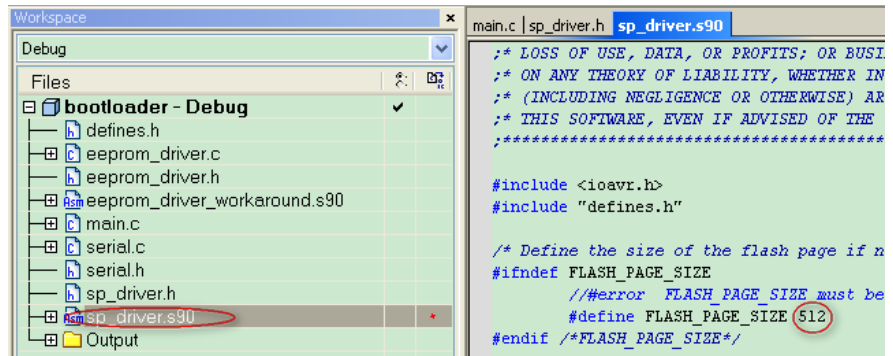 Workspace
Debug
Files
bootloader - Debug
defines.h
eeprom_driver.c
eeprom_driver.h
eeprom_driver_workaround.s90
main.c
serial.c
serial.h
sp_driver.h
sp_driver.s90
Output
main.c | sp_driver.h sp_driver.s90
;* LOSS OF USE, DATA, OR PROFITS; OR
;* ON ANY THEORY OF LIABILITY, WHETHER IN
;* (INCLUDING NEGLIGENCE OR OTHERWISE)
;* THIS SOFTWARE, EVEN IF ADVISED OF THE
#include <ioavr.h>
#include "defines.h"
/* Define the size of the flash page if
#ifndef FLASH_PAGE_SIZE
//#error FLASH_PAGE_SIZE must be
#define FLASH_PAGE_SIZE 512
#endif /*FLASH_PAGE_SIZE*/